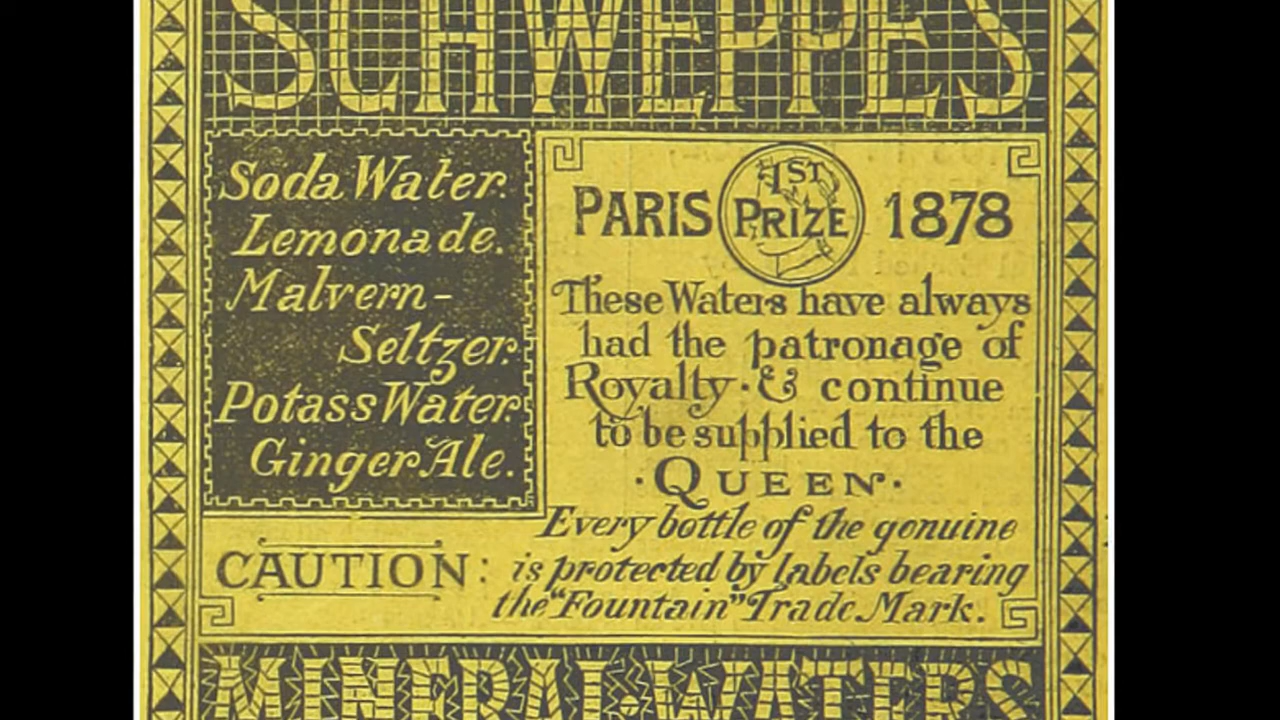 SCHWEPPES
Soda Water.
Lemonade.
Malvern-
Seltzer.
Potass Water.
Ginger Ale.
PARIS 1ST PRIZE 1878
These Waters have always
had the patronage of
Royalty · & continue
to be supplied to the
· QUEEN ·
Every bottle of the genuine
CAUTION : is protected by labels bearing
the "Fountain" Trade Mark.
MINERAL WATERS